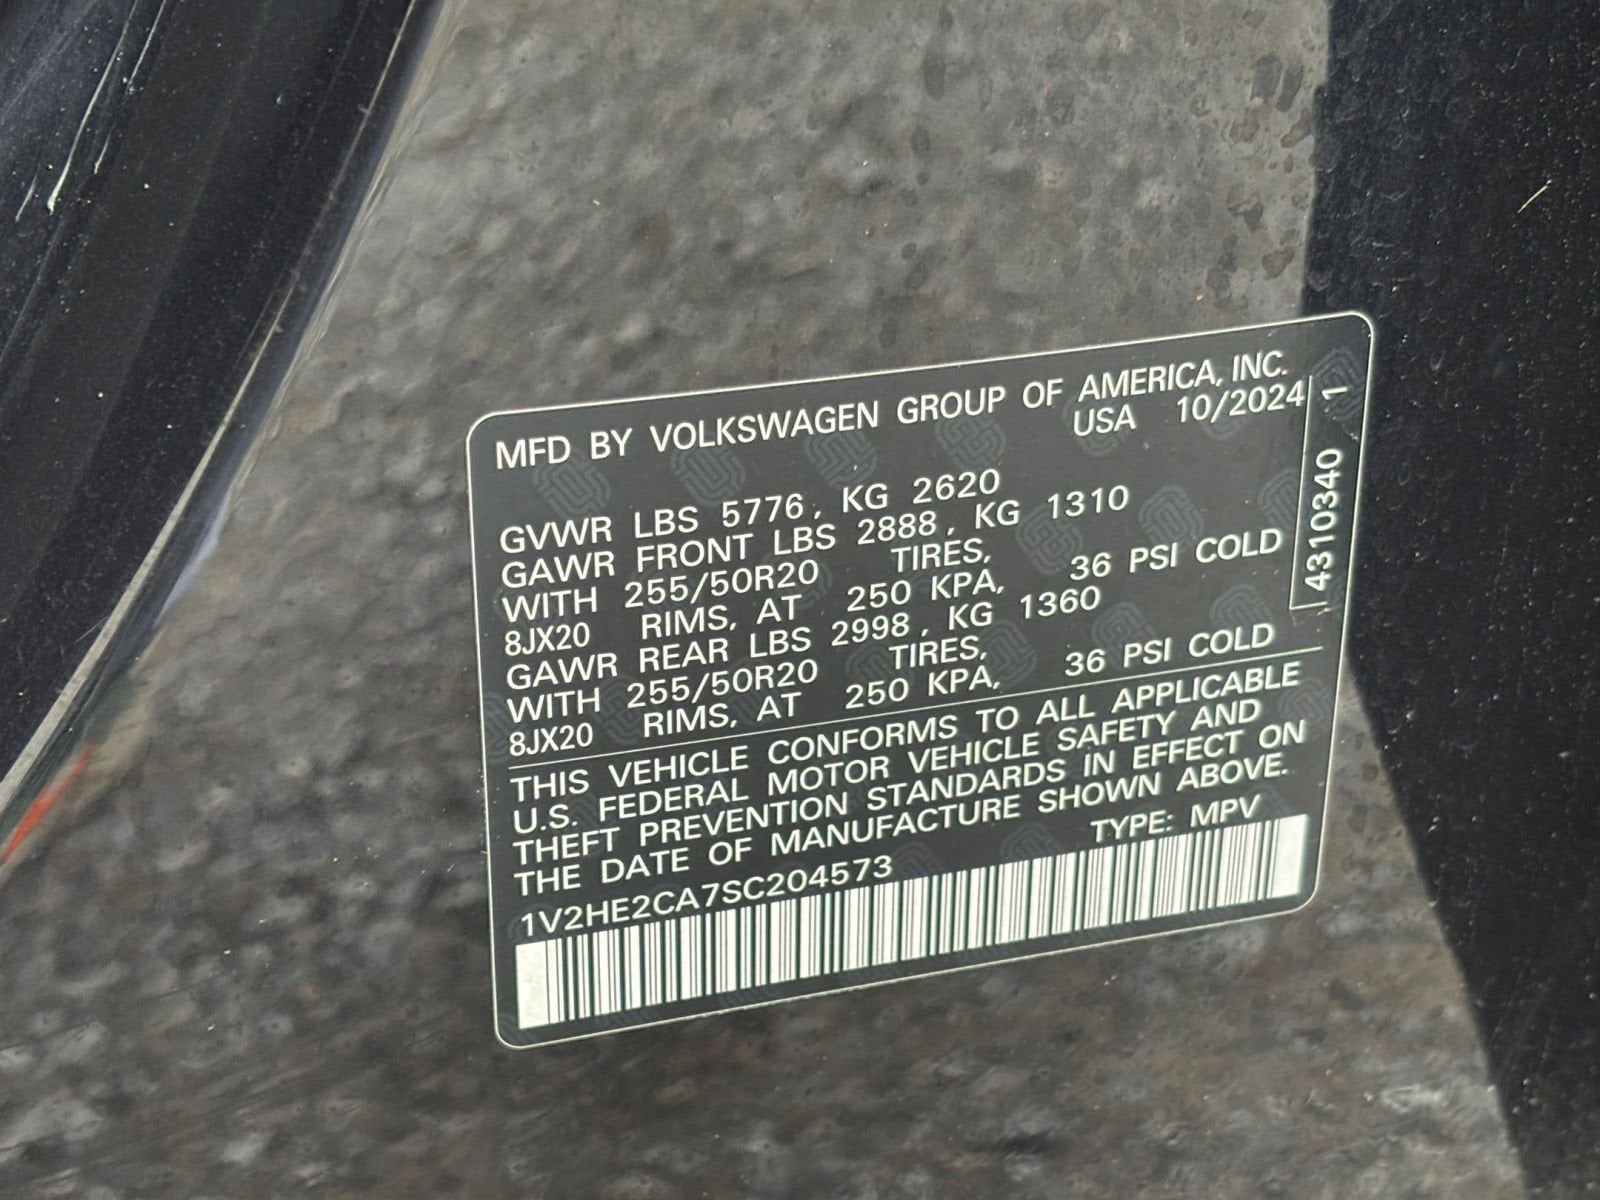 MFD BY VOLKSWAGEN GROUP OF AMERICA, INC.
USA 10/2024
GVWR LBS 5776, KG 2620
GAWR FRONT LBS 2888, KG 1310
WITH 255/50R20 TIRES,
8JX20 RIMS, AT 250 KPA, 36 PSI COLD
GAWR REAR LBS 2998, KG 1360
WITH 255/50R20 TIRES,
8JX20 RIMS, AT 250 KPA, 36 PSI COLD
THIS VEHICLE CONFORMS TO ALL APPLICABLE
U.S. FEDERAL MOTOR VEHICLE SAFETY AND
THEFT PREVENTION STANDARDS IN EFFECT ON
THE DATE OF MANUFACTURE SHOWN ABOVE.
TYPE: MPV
1V2HE2CA7SC204573
4310340 1